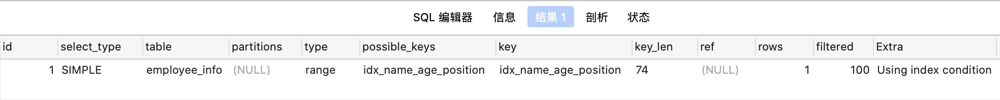 SQL 编辑器 信息 结果 1 剖析 状态
id select_type table partitions type possible_keys key key_len ref rows filtered Extra
1 SIMPLE employee_info (NULL) range idx_name_age_position idx_name_age_position 74 (NULL) 1 100 Using index condition